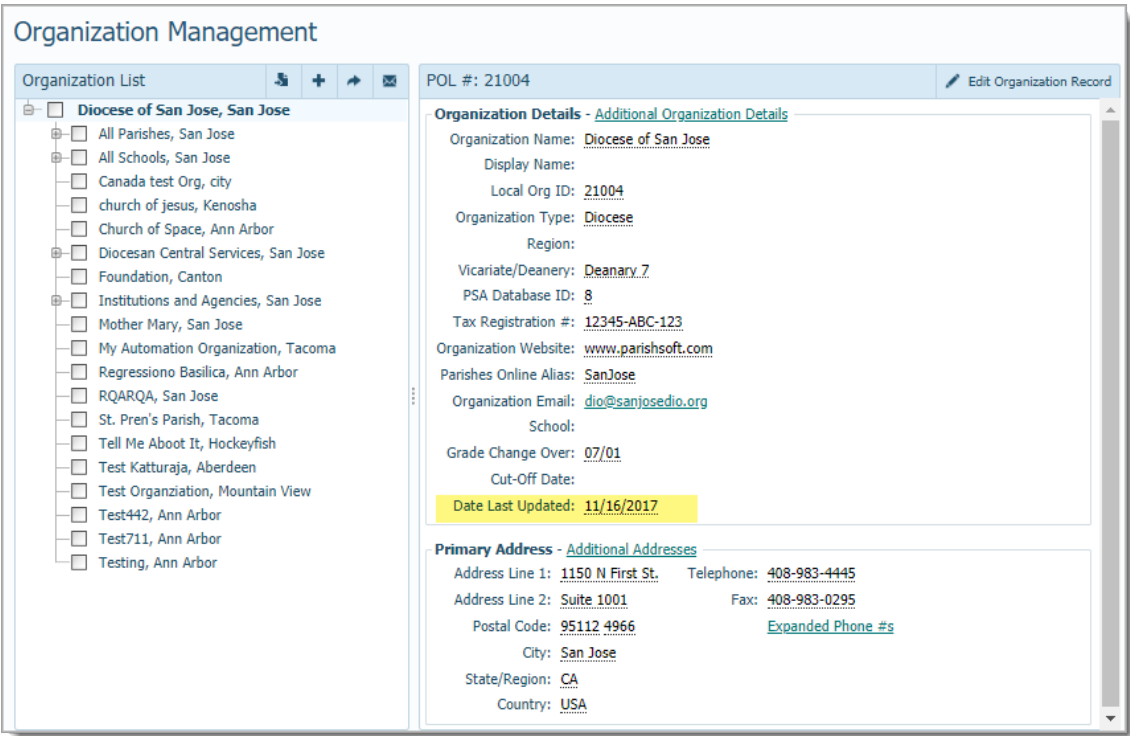 Organization Management
Organization List
Diocese of San Jose, San Jose
All Parishes, San Jose
All Schools, San Jose
Canada test Org, city
church of jesus, Kenosha
Church of Space, Ann Arbor
Diocesan Central Services, San Jose
Foundation, Canton
Institutions and Agencies, San Jose
Mother Mary, San Jose
My Automation Organization, Tacoma
Regressiono Basilica, Ann Arbor
RQARQA, San Jose
St. Pren's Parish, Tacoma
Tell Me Aboot It, Hockeyfish
Test Katturaja, Aberdeen
Test Organziation, Mountain View
Test442, Ann Arbor
Test711, Ann Arbor
Testing, Ann Arbor
POL #: 21004 Edit Organization Record
Organization Details - Additional Organization Details
Organization Name: Diocese of San Jose
Display Name:
Local Org ID: 21004
Organization Type: Diocese
Region:
Vicariate/Deanery: Deanary 7
PSA Database ID: 8
Tax Registration #: 12345-ABC-123
Organization Website: www.parishsoft.com
Parishes Online Alias: SanJose
Organization Email: dio@sanjosedio.org
School:
Grade Change Over: 07/01
Cut-Off Date:
Date Last Updated: 11/16/2017
Primary Address - Additional Addresses
Address Line 1: 1150 N First St. Telephone: 408-983-4445
Address Line 2: Suite 1001 Fax: 408-983-0295
Postal Code: 95112 4966 Expanded Phone #s
City: San Jose
State/Region: CA
Country: USA